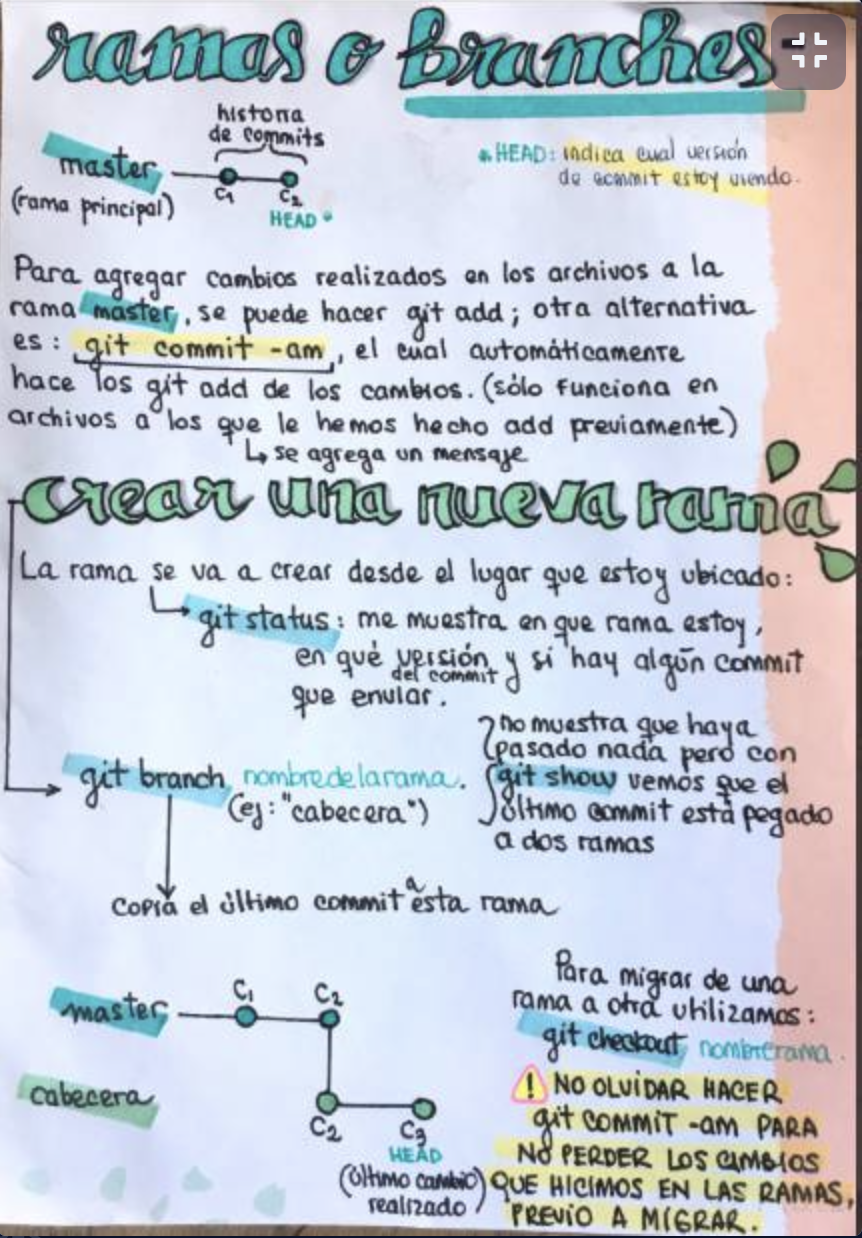 ramas o branches
historia
de commits
master
(rama principal)
C1
C2
HEAD *
* HEAD: indica cual versión
de commit estoy viendo.
Para agregar cambios realizados en los archivos a la
rama master, se puede hacer git add; otra alternativa
es: git commit -am, el cual automáticamente
hace los git add de los cambios. (sólo funciona en
archivos a los que le hemos hecho add previamente)
↳ se agrega un mensaje
crear una nueva rama
La rama se va a crear desde el lugar que estoy ubicado:
git status: me muestra en que rama estoy,
en qué versión y si hay algún commit
del commit
que enviar.
git branch nombredelarama.
(ej: "cabecera")
no muestra que haya
pasado nada pero con
git show vemos que el
último commit está pegado
a dos ramas
copia el último commit a esta rama
master
C1
C2
cabecera
C2
C3
HEAD
(último cambio
realizado)
Para migrar de una
rama a otra utilizamos:
git checkout nombrerama.
! NO OLVIDAR HACER
git COMMIT -am PARA
NO PERDER LOS CAMBIOS
QUE HICIMOS EN LAS RAMAS,
PREVIO A MIGRAR.